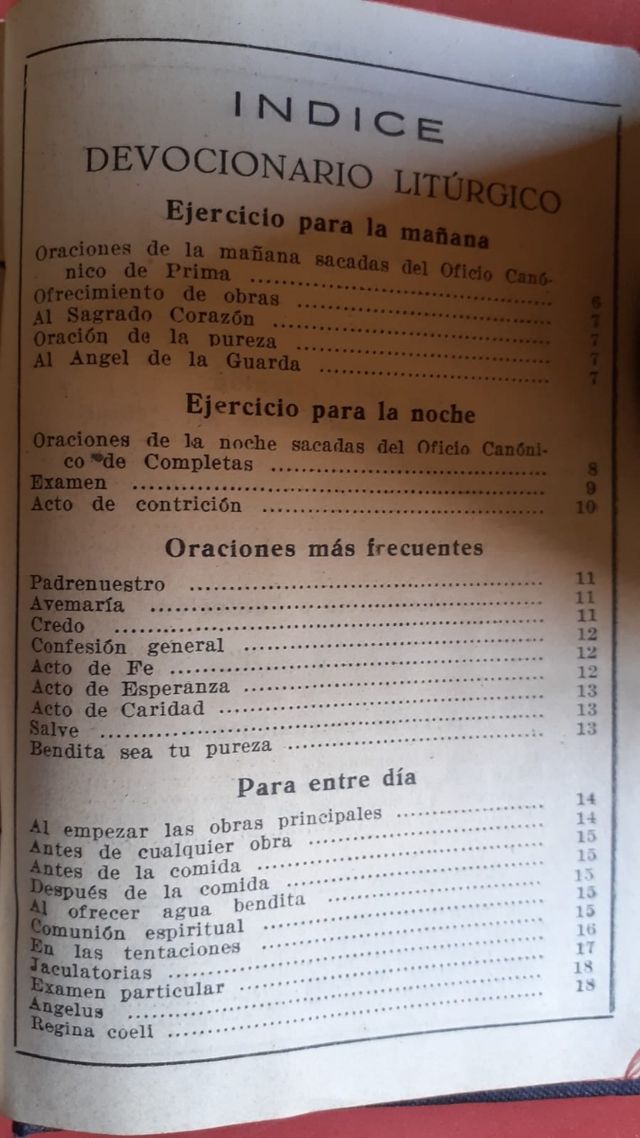 INDICE
DEVOCIONARIO LITÚRGICO
Ejercicio para la mañana
Oraciones de la mañana sacadas del Oficio Canó-
nico de Prima ........................................ 6
Ofrecimiento de obras ........................................ 7
Al Sagrado Corazón ........................................ 7
Oración de la pureza ........................................ 7
Al Angel de la Guarda ........................................ 7
Ejercicio para la noche
Oraciones de la noche sacadas del Oficio Canóni-
co de Completas ........................................ 8
Examen ........................................ 9
Acto de contrición ........................................ 10
Oraciones más frecuentes
Padrenuestro ........................................ 11
Avemaría ........................................ 11
Credo ........................................ 11
Confesión general ........................................ 12
Acto de Fe ........................................ 12
Acto de Esperanza ........................................ 12
Acto de Caridad ........................................ 13
Salve ........................................ 13
Bendita sea tu pureza ........................................ 13
Para entre día
Al empezar las obras principales ........................................ 14
Antes de cualquier obra ........................................ 14
Antes de la comida ........................................ 15
Después de la comida ........................................ 15
Al ofrecer agua bendita ........................................ 15
Comunión espiritual ........................................ 15
En las tentaciones ........................................ 15
Jaculatorias ........................................ 16
Examen particular ........................................ 17
Angelus ........................................ 18
Regina coeli ........................................ 18